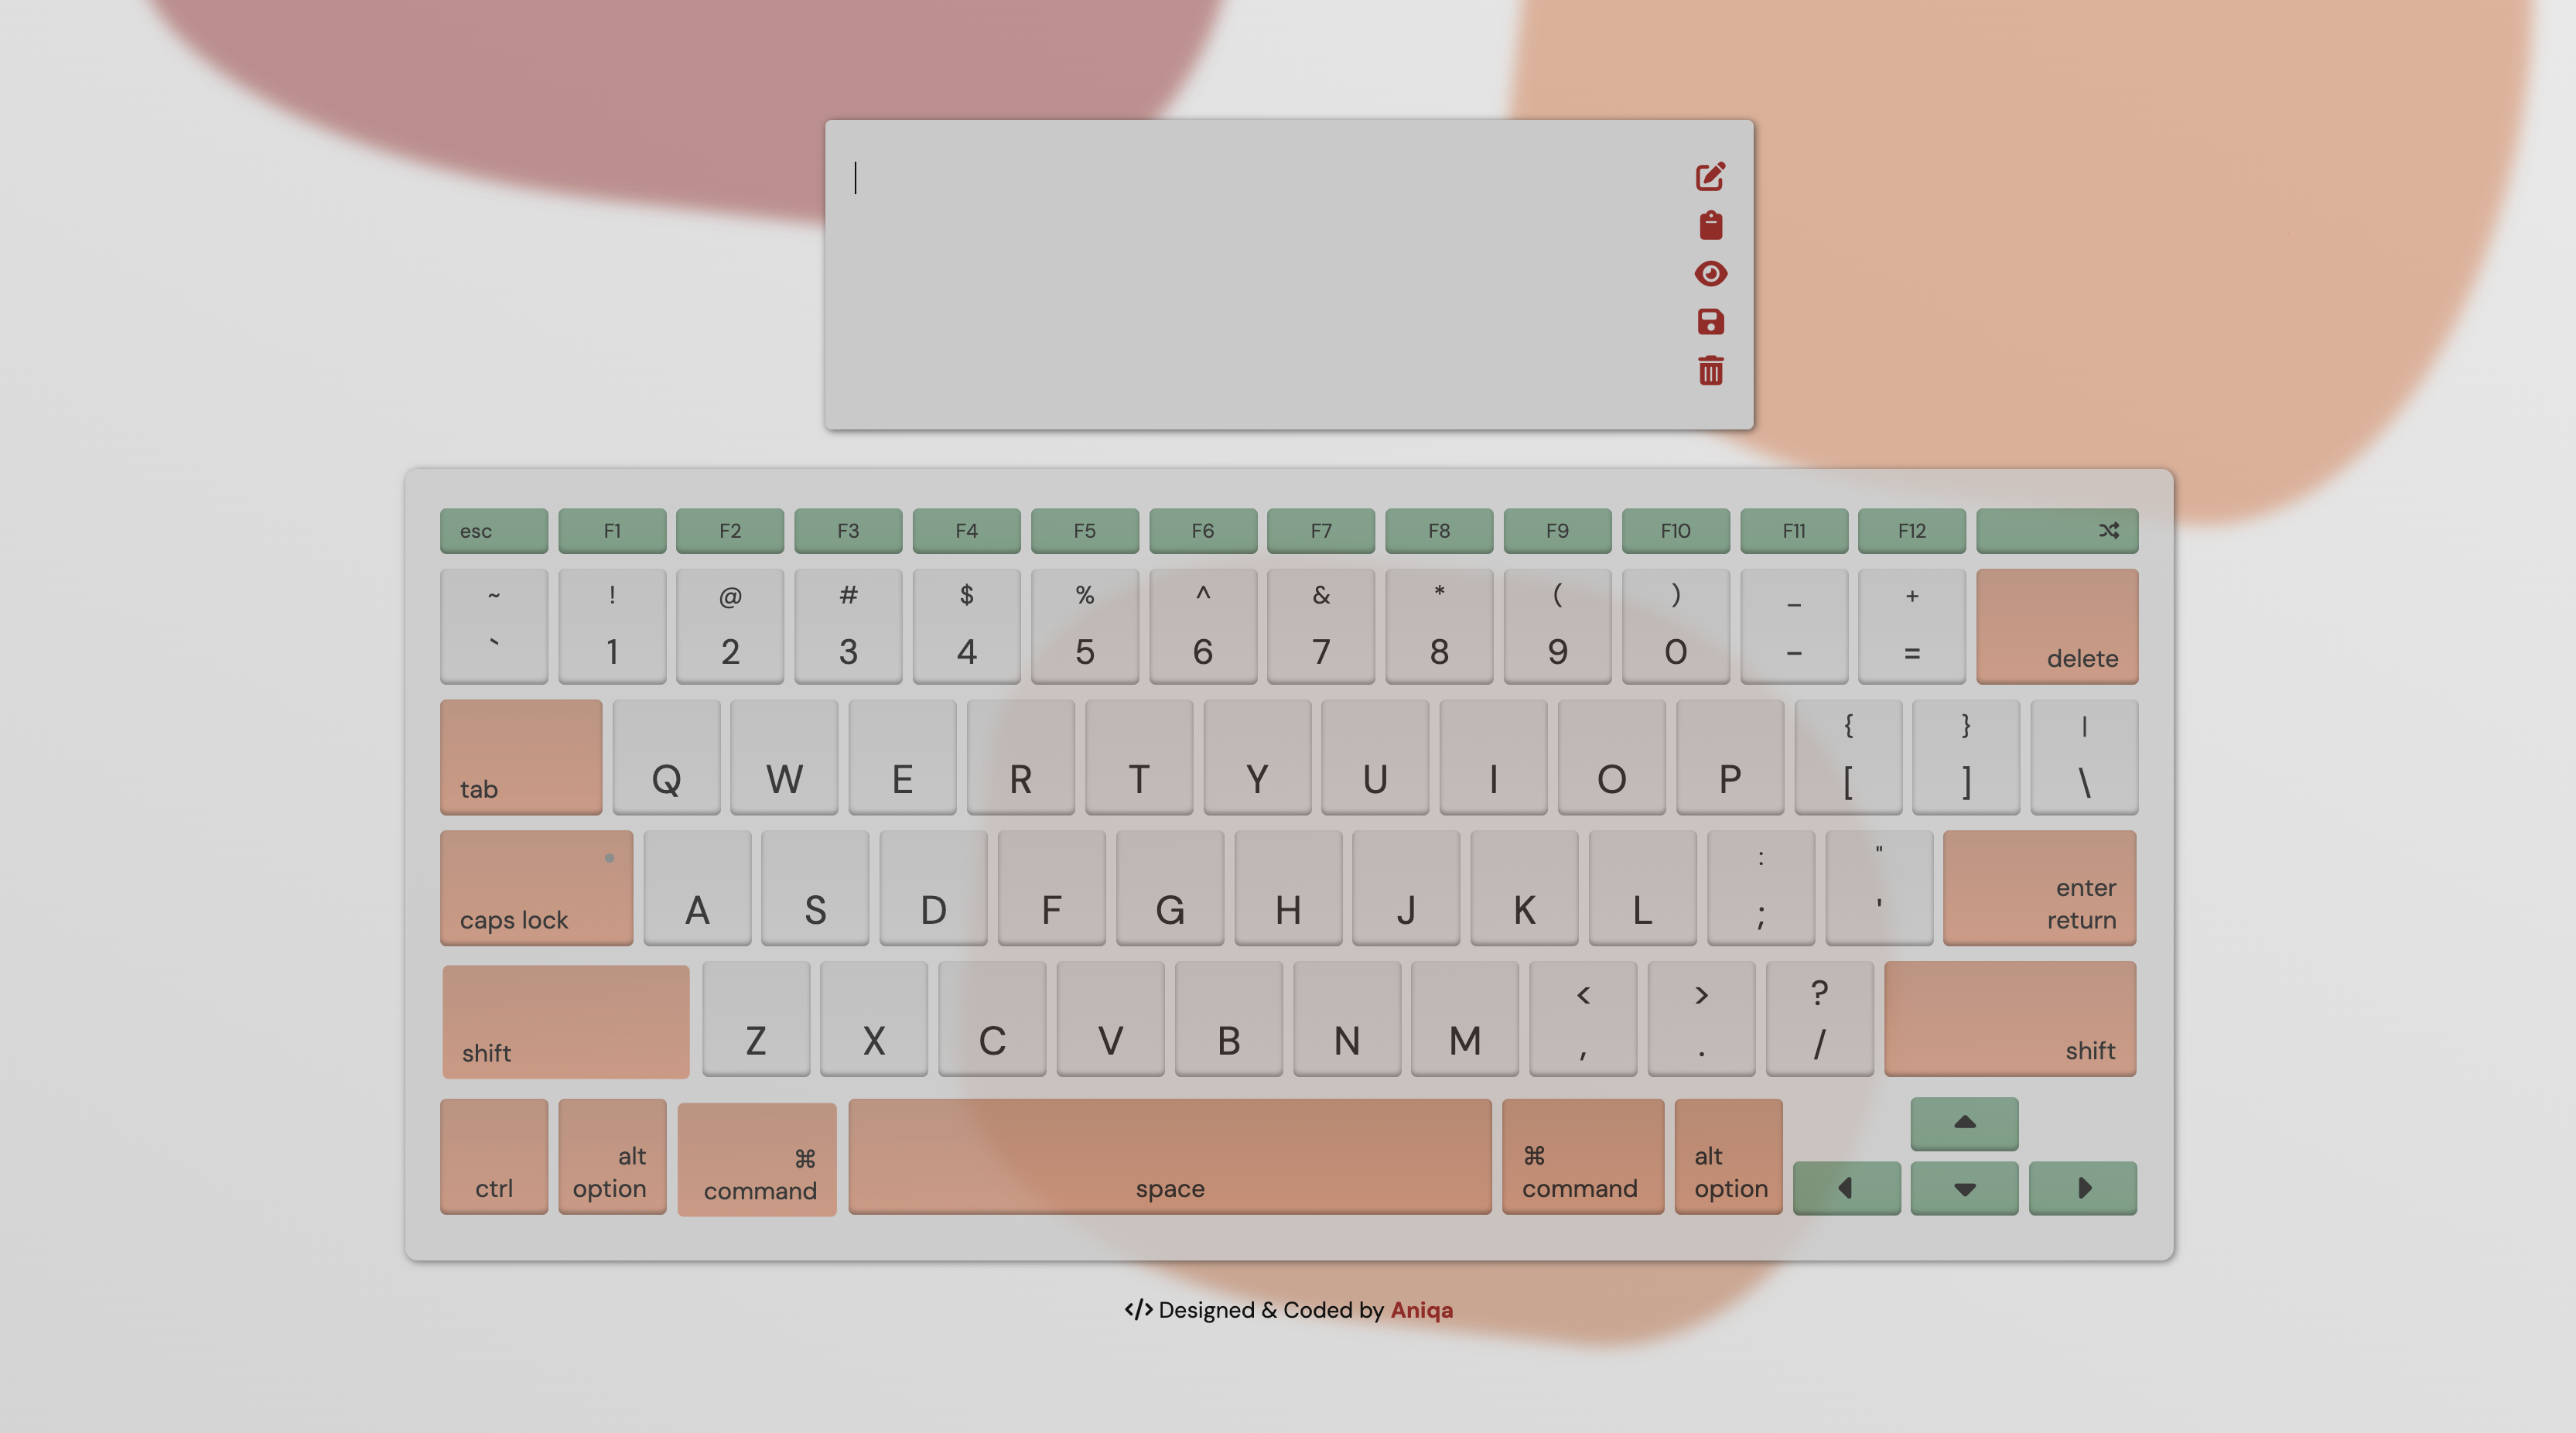 esc F1 F2 F3 F4 F5 F6 F7 F8 F9 F10 F11 F12
~ ! @ # $ % ^ & * ( ) _ +
` 1 2 3 4 5 6 7 8 9 0 - = delete
{ } |
tab Q W E R T Y U I O P [ ] \
: " enter
caps lock A S D F G H J K L ; ' return
< > ?
shift Z X C V B N M , . / shift
alt ⌘ ⌘ alt
ctrl option command space command option
</> Designed & Coded by Aniqa